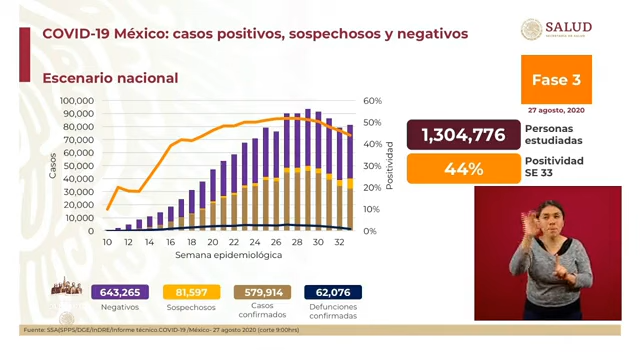 COVID-19 México: casos positivos, sospechosos y negativos
SALUD
SECRETARÍA DE SALUD
Escenario nacional
Fase 3
27 agosto, 2020
1,304,776
Personas
estudiadas
44%
Positividad
SE 33
Casos
100,000
90,000
80,000
70,000
60,000
50,000
40,000
30,000
20,000
10,000
0
60%
50%
40%
30%
20%
10%
0%
Positividad
10 12 14 16 18 20 22 24 26 28 30 32
Semana epidemiológica
643,265
Negativos
81,597
Sospechosos
579,914
Casos
confirmados
62,076
Defunciones
confirmadas
Fuente: SSA(SPPS/DGE/InDRE/Informe técnico.COVID-19 /México- 27 agosto 2020 (corte 9:00hrs)